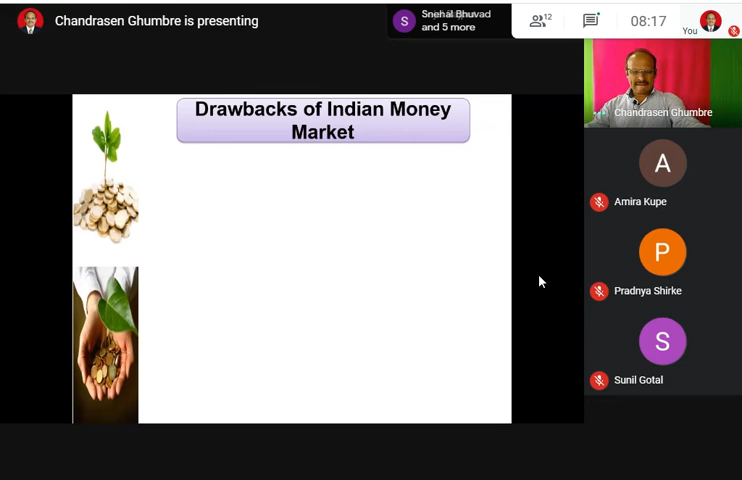 Chandrasen Ghumbre is presenting
S
Snehal Bhuvad
and 5 more
12
08:17
You
Drawbacks of Indian Money
Market
Chandrasen Ghumbre
A
Amira Kupe
P
Pradnya Shirke
S
Sunil Gotal